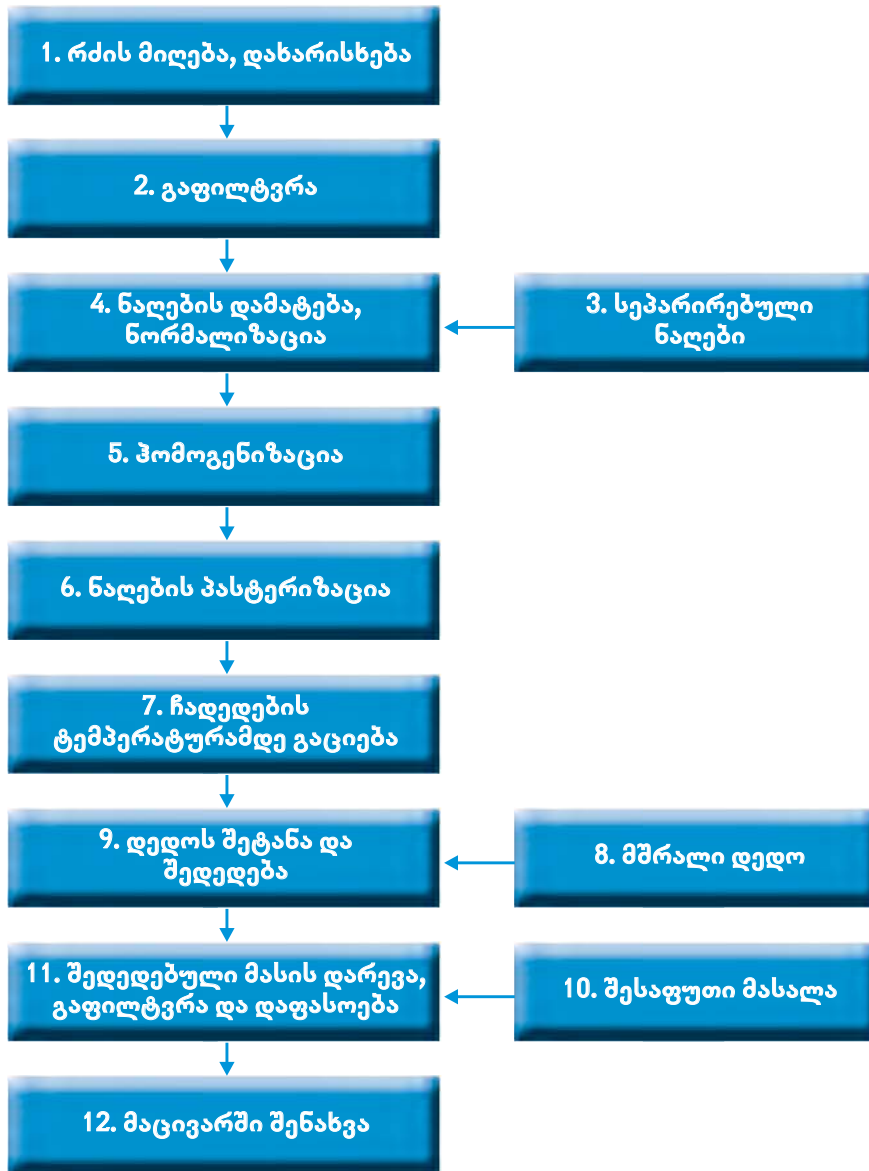 1. რძის მიღება, დახარისხება
2. გაფილტვრა
4. ნაღების დამატება,
ნორმალიზაცია
3. სეპარირებული
ნაღები
5. ჰომოგენიზაცია
6. ნაღების პასტერიზაცია
7. ჩადედების
ტემპერატურამდე გაციება
9. დედოს შეტანა და
შედედება
8. მშრალი დედო
11. შედედებული მასის დარევა,
გაფილტვრა და დაფასოება
10. შესაფუთი მასალა
12. მაცივარში შენახვა